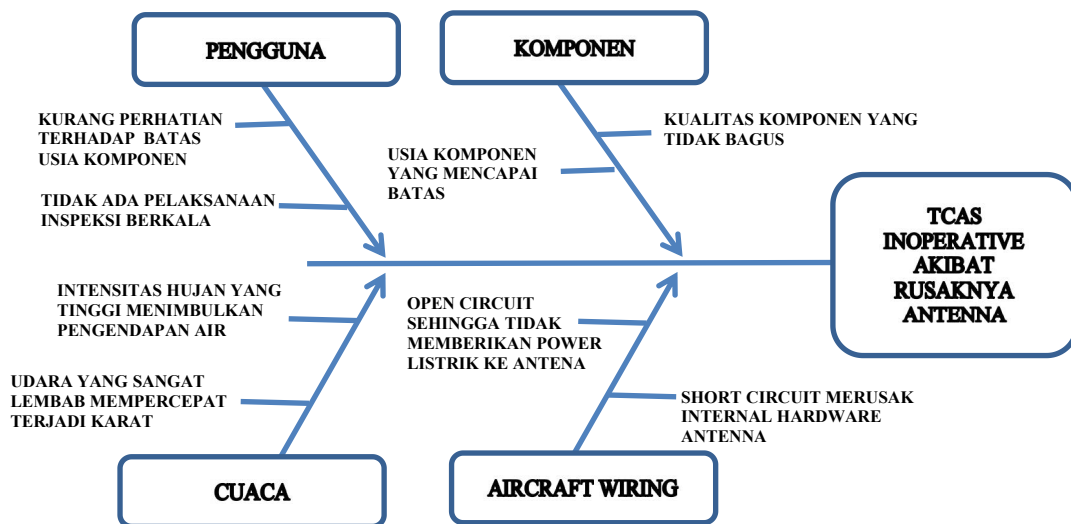 PENGGUNA
KOMPONEN
KURANG PERHATIAN
TERHADAP BATAS
USIA KOMPONEN
TIDAK ADA PELAKSANAAN
INSPEKSI BERKALA
USIA KOMPONEN
YANG MENCAPAI
BATAS
KUALITAS KOMPONEN YANG
TIDAK BAGUS
TCAS
INOPERATIVE
AKIBAT
RUSAKNYA
ANTENNA
INTENSITAS HUJAN YANG
TINGGI MENIMBULKAN
PENGENDAPAN AIR
UDARA YANG SANGAT
LEMBAB MEMPERCEPAT
TERJADI KARAT
OPEN CIRCUIT
SEHINGGA TIDAK
MEMBERIKAN POWER
LISTRIK KE ANTENA
SHORT CIRCUIT MERUSAK
INTERNAL HARDWARE
ANTENNA
CUACA
AIRCRAFT WIRING